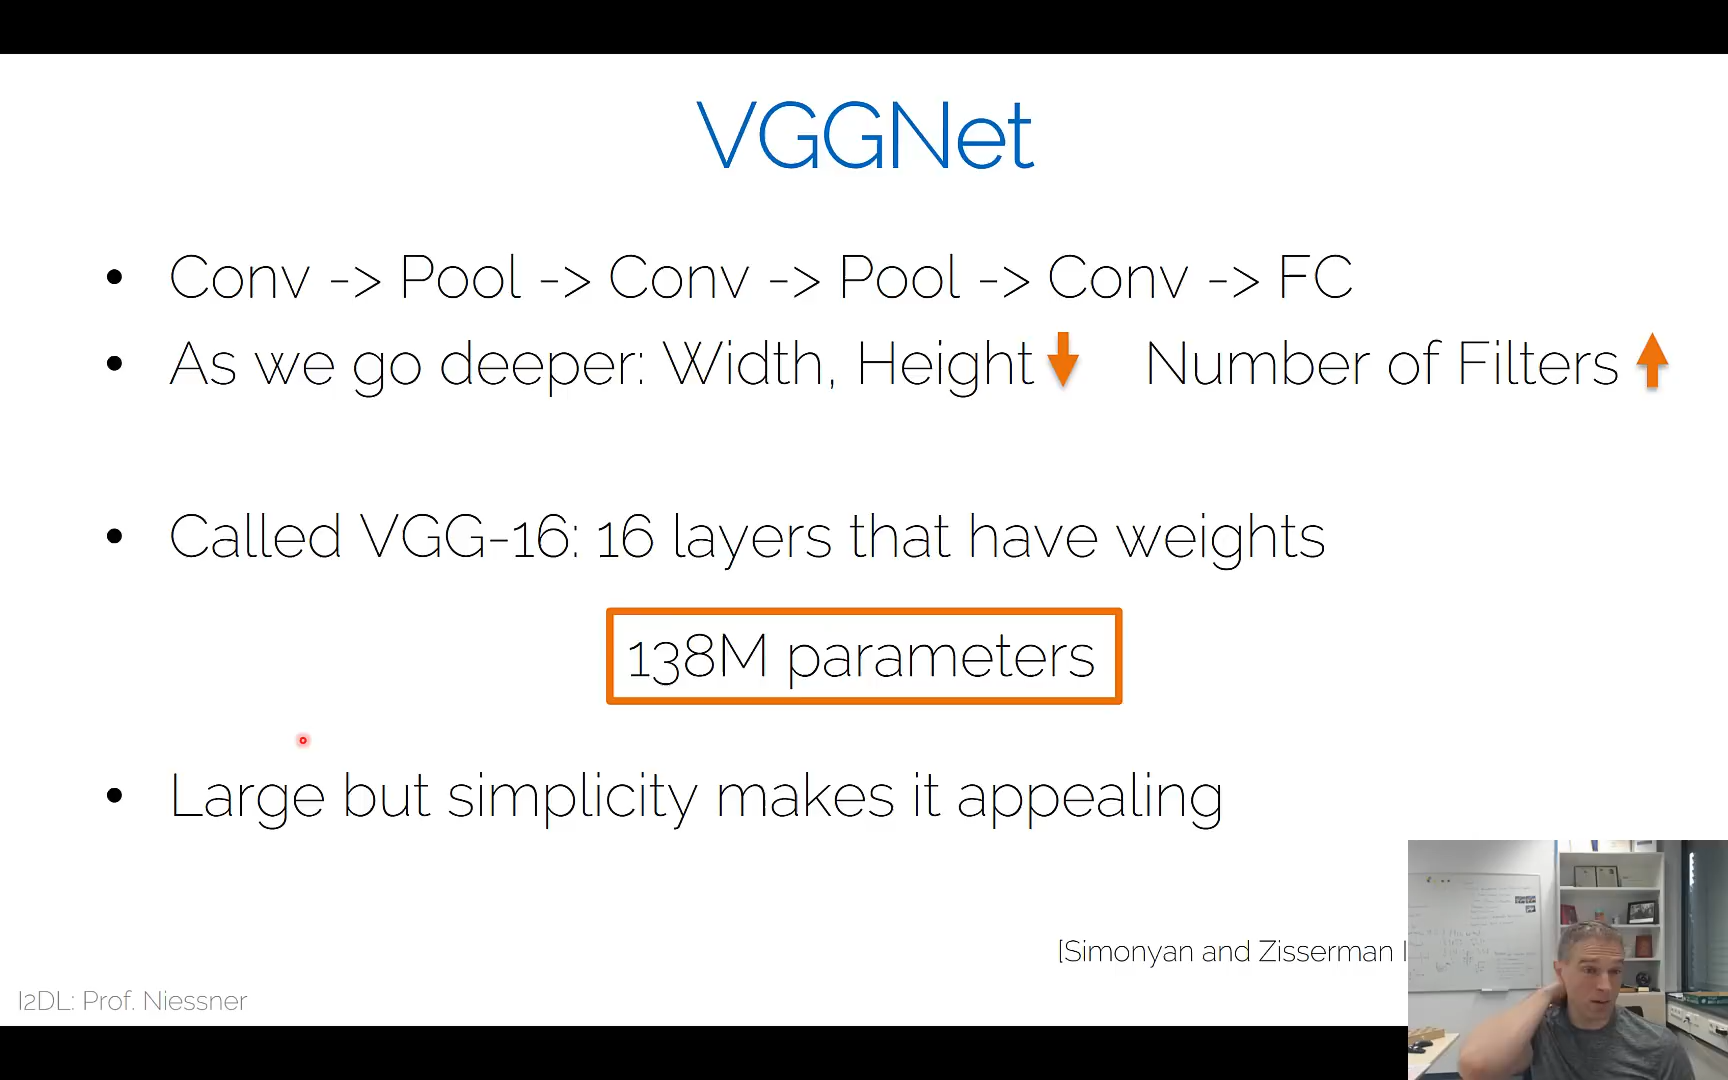 VGGNet
• Conv -> Pool -> Conv -> Pool -> Conv -> FC
• As we go deeper: Width, Height Number of Filters
• Called VGG-16: 16 layers that have weights
138M parameters
• Large but simplicity makes it appealing
[Simonyan and Zisserman
I2DL: Prof. Niessner